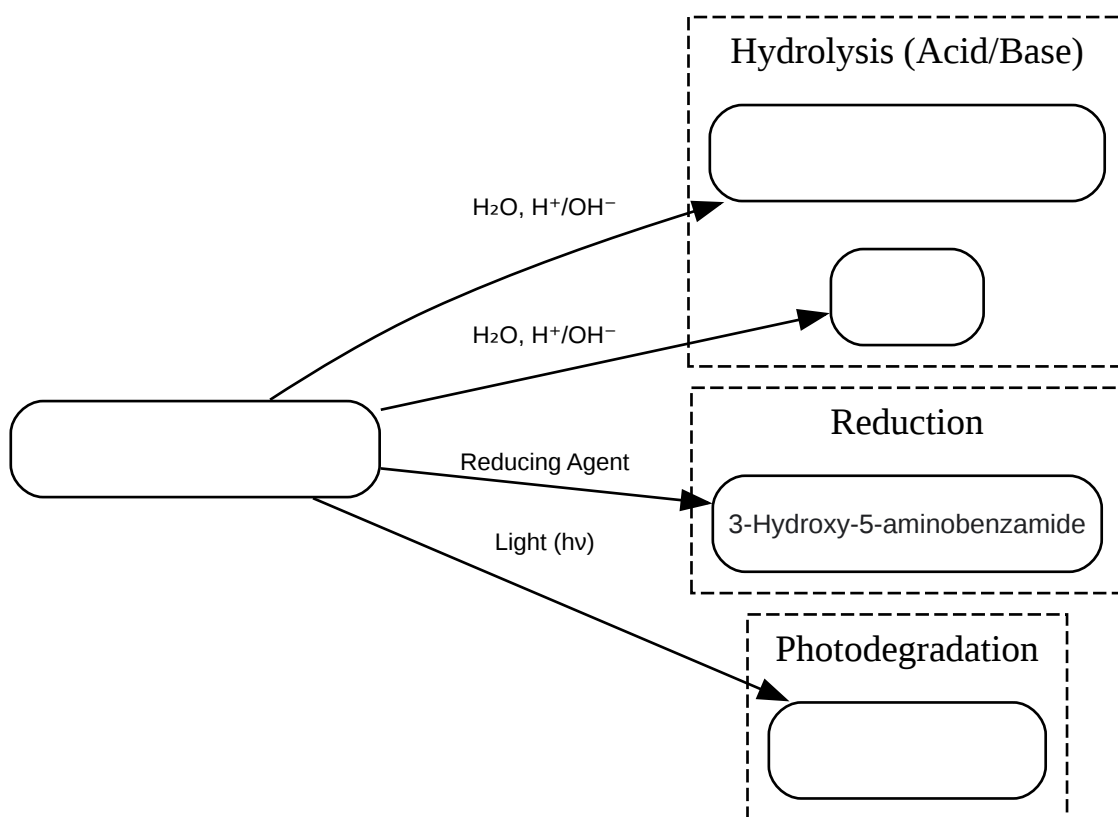 Hydrolysis (Acid/Base)
H₂O, H⁺/OH⁻
H₂O, H⁺/OH⁻
Reduction
Reducing Agent
3-Hydroxy-5-aminobenzamide
Light (hν)
Photodegradation